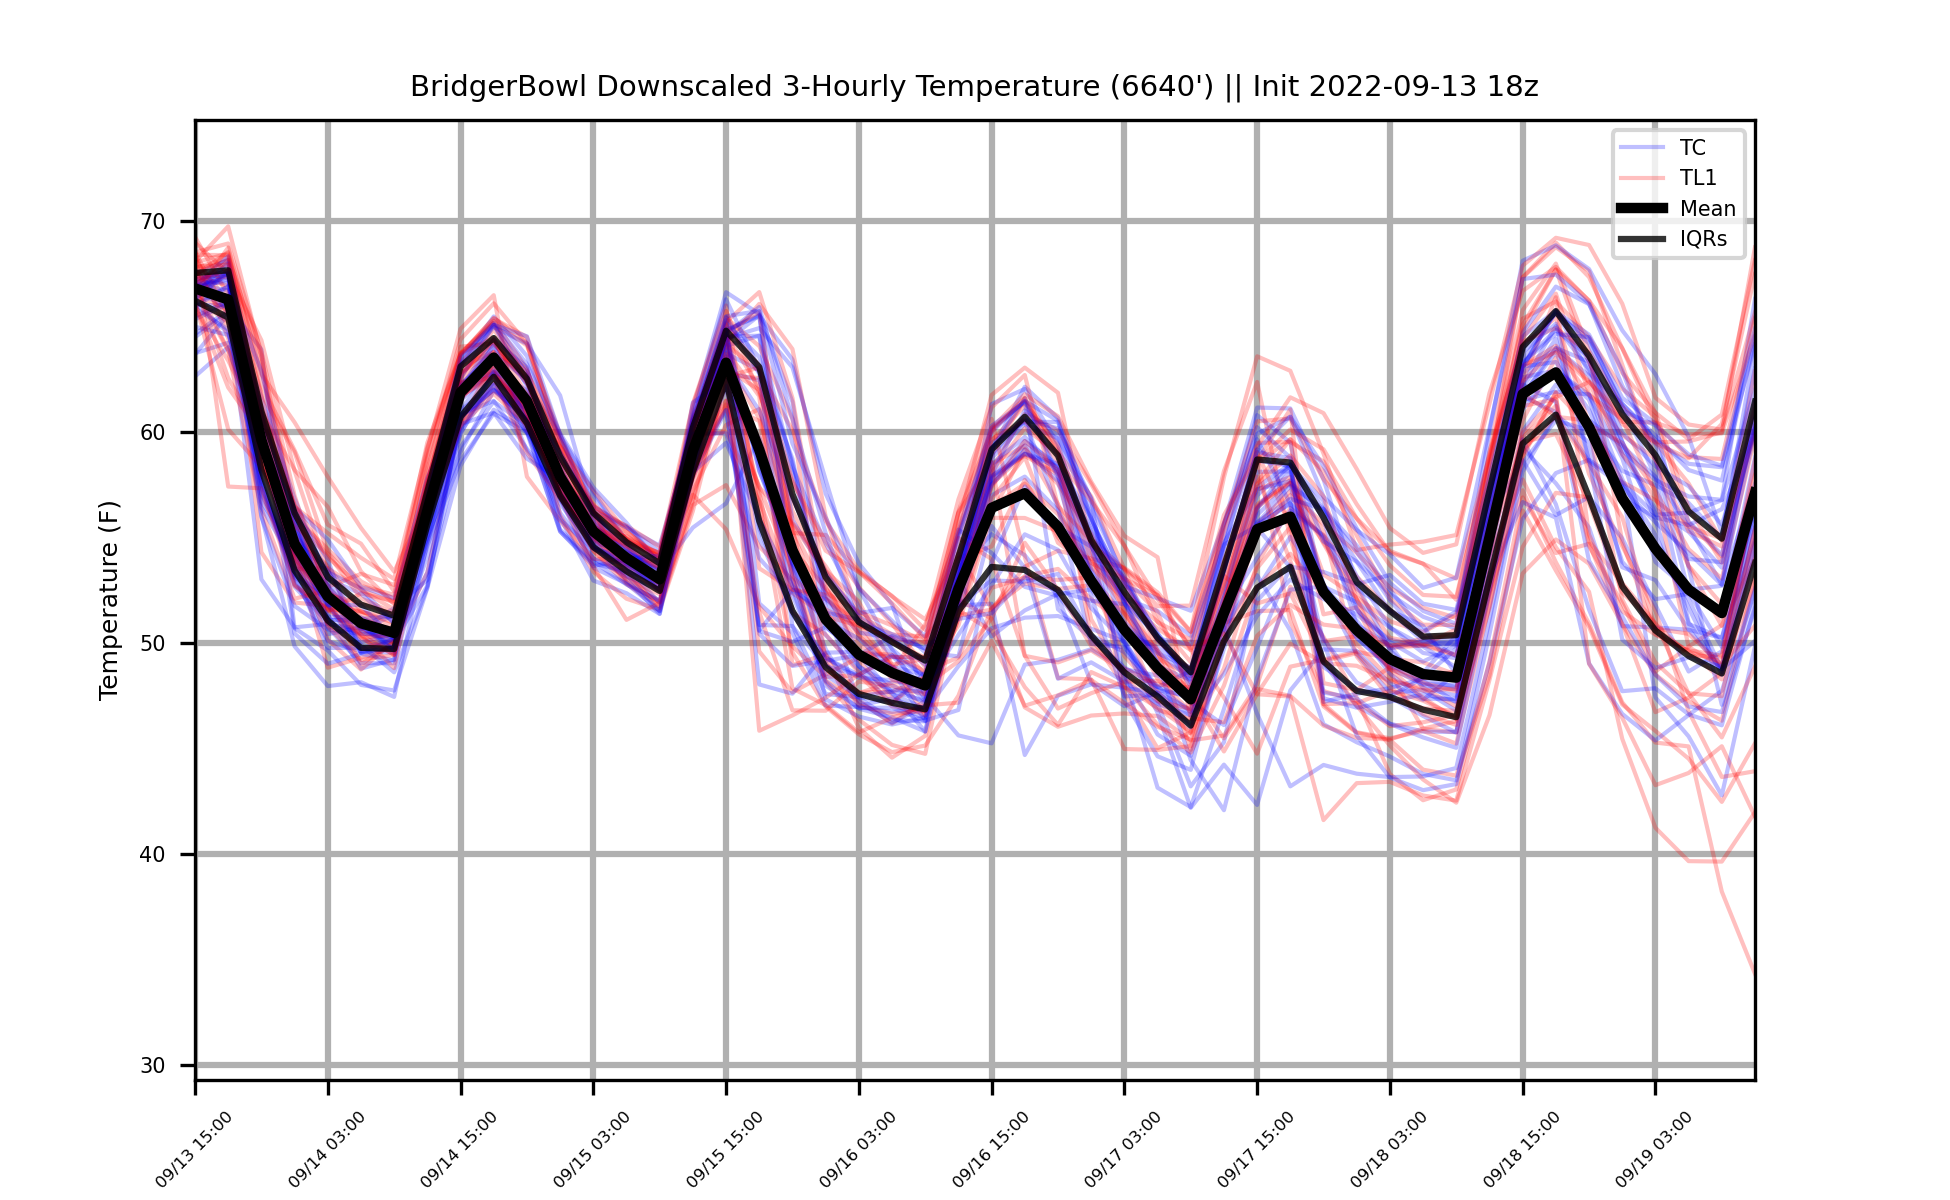 BridgerBowl Downscaled 3-Hourly Temperature (6640') || Init 2022-09-13 18z
TC
TL1
Mean
IQRs
Temperature (F)
70
60
50
40
30
09/13 15:00
09/14 03:00
09/14 15:00
09/15 03:00
09/15 15:00
09/16 03:00
09/16 15:00
09/17 03:00
09/17 15:00
09/18 03:00
09/18 15:00
09/19 03:00